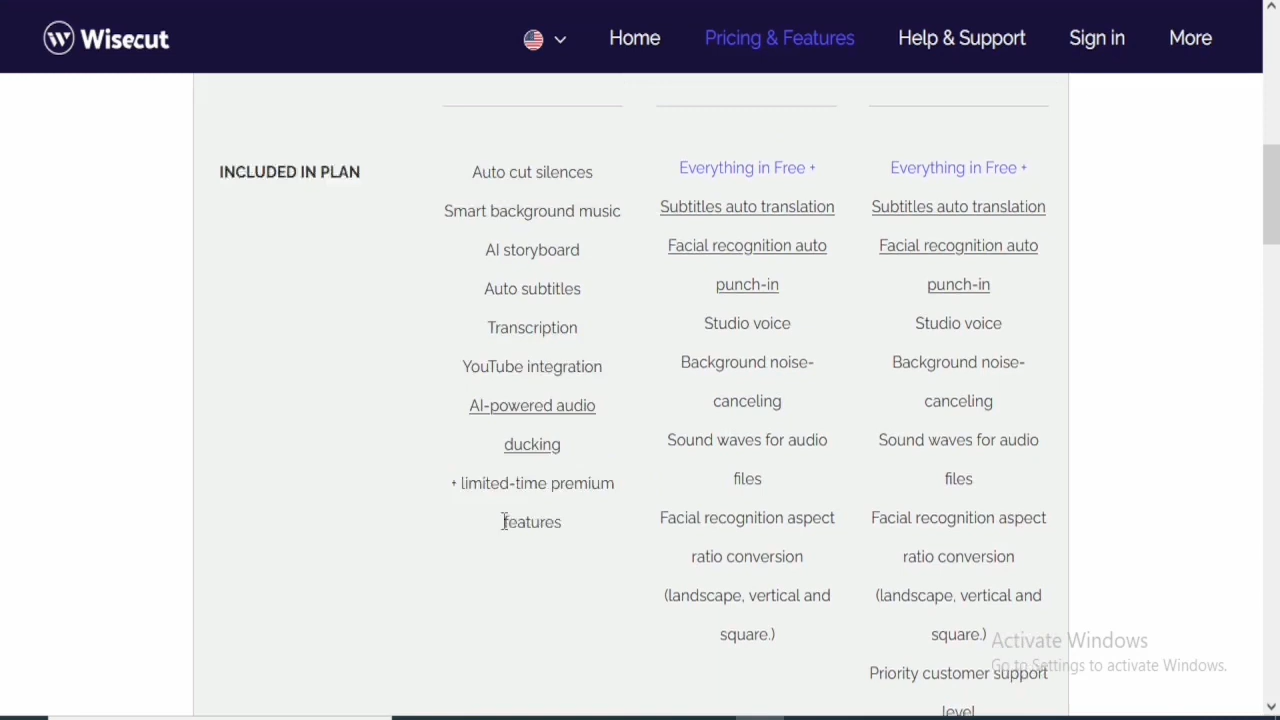 Wisecut
Home
Pricing & Features
Help & Support
Sign in
More
INCLUDED IN PLAN
Auto cut silences
Smart background music
AI storyboard
Auto subtitles
Transcription
YouTube integration
AI-powered audio
ducking
+ limited-time premium
features
Everything in Free +
Subtitles auto translation
Facial recognition auto
punch-in
Studio voice
Background noise-
canceling
Sound waves for audio
files
Facial recognition aspect
ratio conversion
(landscape, vertical and
square.)
Everything in Free +
Subtitles auto translation
Facial recognition auto
punch-in
Studio voice
Background noise-
canceling
Sound waves for audio
files
Facial recognition aspect
ratio conversion
(landscape, vertical and
square.)
Priority customer support
level
Activate Windows
Go to Settings to activate Windows.